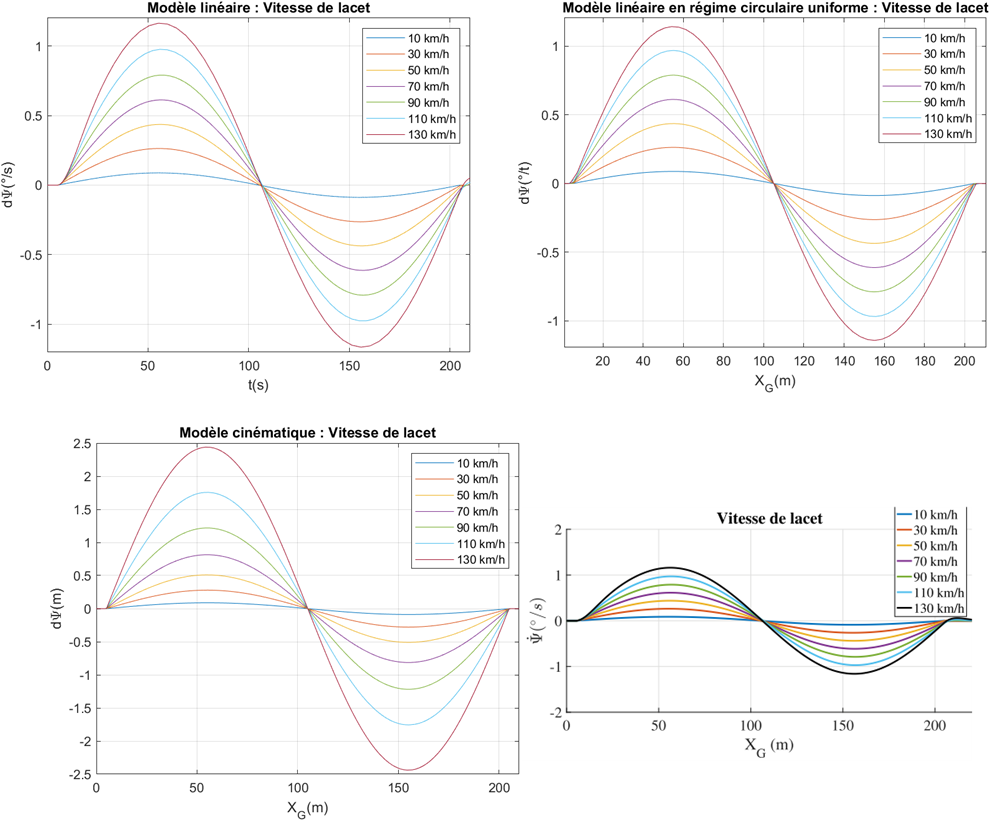 Modèle linéaire : Vitesse de lacet
10 km/h
30 km/h
50 km/h
70 km/h
90 km/h
110 km/h
130 km/h
1
0.5
0
-0.5
-1
dΨ(°/s)
0
50
100
150
200
t(s)
Modèle linéaire en régime circulaire uniforme : Vitesse de lacet
10 km/h
30 km/h
50 km/h
70 km/h
90 km/h
110 km/h
130 km/h
1
0.5
0
-0.5
-1
dΨ(°/t)
20
40
60
80
100
120
140
160
180
200
X_G(m)
Modèle cinématique : Vitesse de lacet
10 km/h
30 km/h
50 km/h
70 km/h
90 km/h
110 km/h
130 km/h
2.5
2
1.5
1
0.5
0
-0.5
-1
-1.5
-2
-2.5
dΨ(m)
0
50
100
150
200
X_G(m)
Vitesse de lacet
10 km/h
30 km/h
50 km/h
70 km/h
90 km/h
110 km/h
130 km/h
2
1
0
-1
-2
Ψ̇(°/s)
0
50
100
150
200
X_G (m)